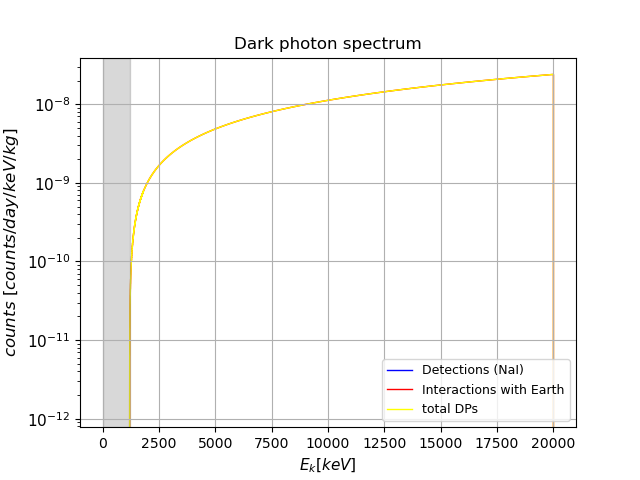 Dark photon spectrum
counts [counts/day/keV/kg]
10⁻⁸
10⁻⁹
10⁻¹⁰
10⁻¹¹
10⁻¹²
Detections (NaI)
Interactions with Earth
total DPs
0 2500 5000 7500 10000 12500 15000 17500 20000
Eₖ[keV]